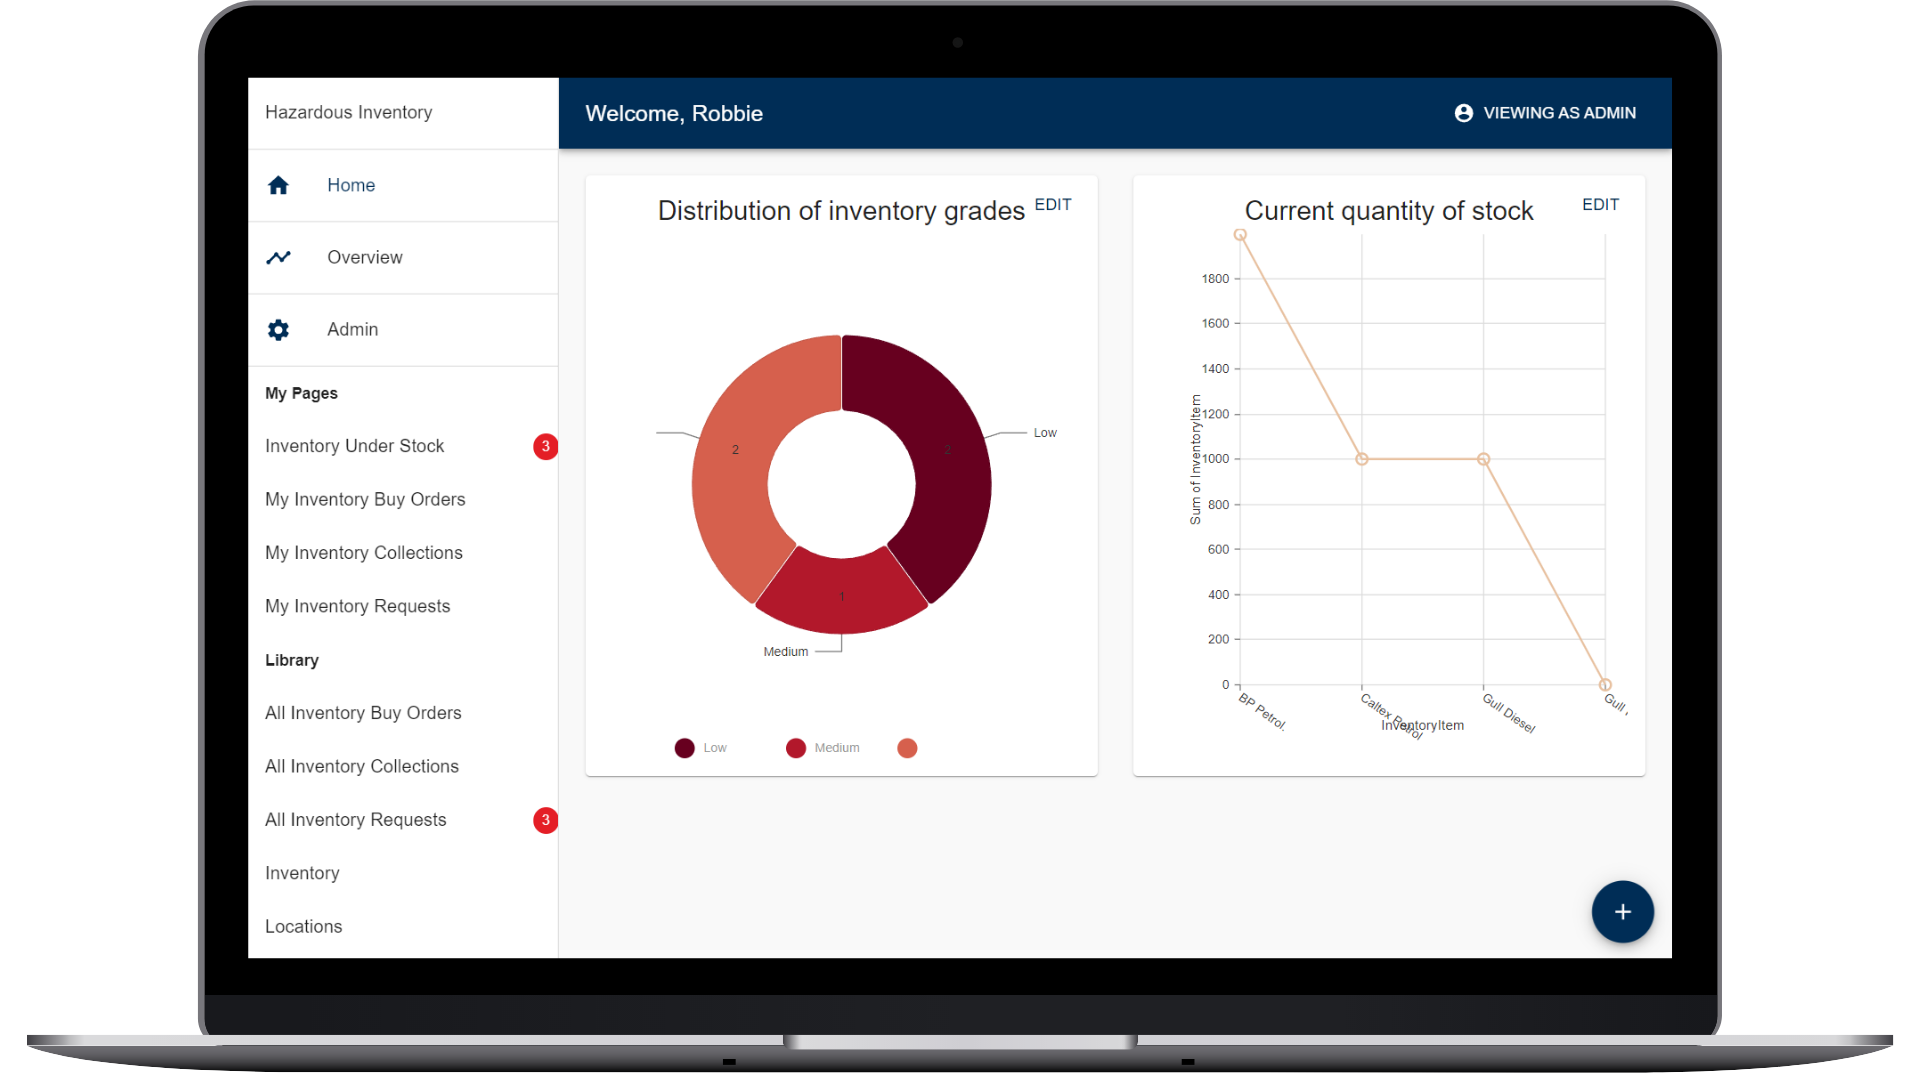 Hazardous Inventory
Home
Overview
Admin
My Pages
Inventory Under Stock 3
My Inventory Buy Orders
My Inventory Collections
My Inventory Requests
Library
All Inventory Buy Orders
All Inventory Collections
All Inventory Requests 3
Inventory
Locations
Welcome, Robbie
VIEWING AS ADMIN
Distribution of inventory grades
EDIT
2
2
1
Low
Medium
Low
Medium
Current quantity of stock
EDIT
1800
1600
1400
1200
1000
800
600
400
200
0
Sum of InventoryItem
BP Petrol.
Caltex Petrol
Gull Diesel
Gull
InventoryItem
+